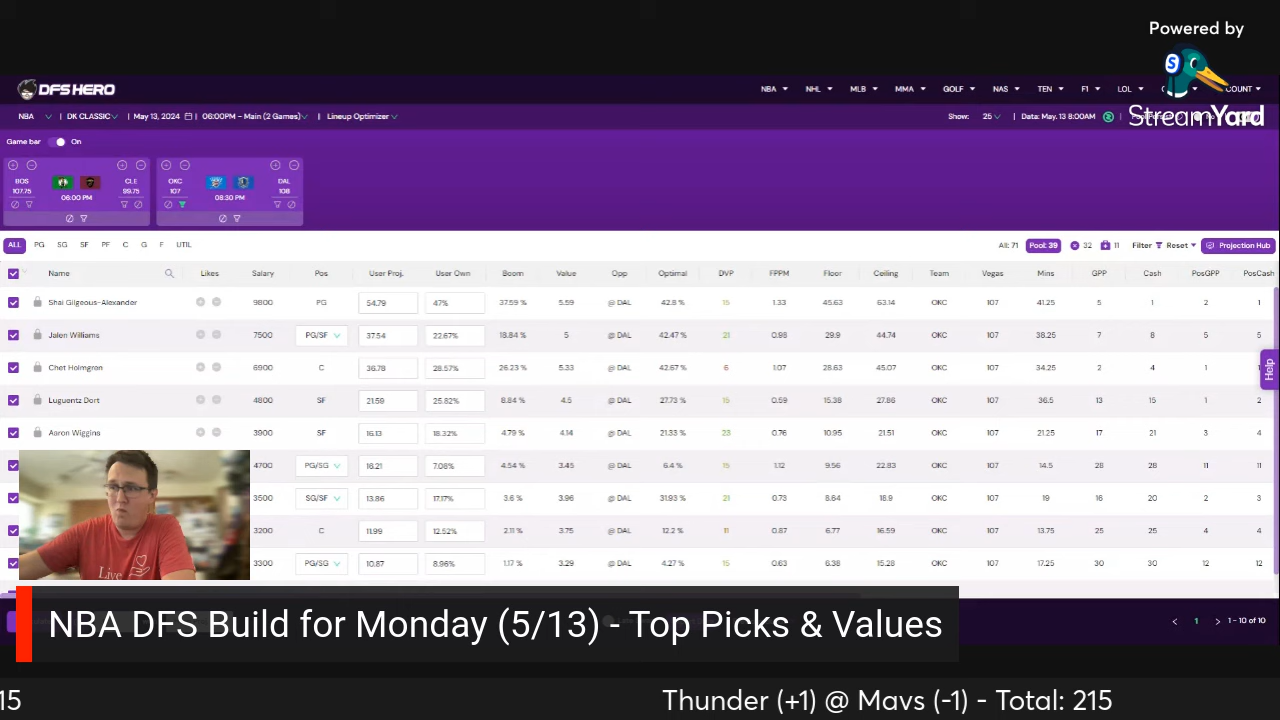 Powered by
StreamYard
DFS HERO
NBA NHL MLB MMA GOLF NAS TEN F1 LOL
NBA DK CLASSIC | May 13, 2024 | 06:00PM - Main (2 Games) | Lineup Optimizer Show: 25 | Data: May. 13 8:00AM
Game bar On
BOS 107.75 CLE 99.75 06:00 PM
OKC 107 DAL 108 08:30 PM
ALL PG SG SF PF C G F UTIL All: 71 Pool: 39 32 11 Filter Reset Projection Hub
Name Likes Salary Pos User Proj. User Own Boom Value Opp Optimal DVP FPPM Floor Ceiling Team Vegas Mins GPP Cash PosGPP PosCash
Shai Gilgeous-Alexander 9800 PG 54.79 47% 37.59 % 5.59 @ DAL 42.8 % 15 1.33 45.63 63.14 OKC 107 41.25 5 1 2 1
Jalen Williams 7500 PG/SF 37.54 22.67% 18.84 % 5 @ DAL 42.47 % 21 0.98 29.9 44.74 OKC 107 38.25 7 8 5 5
Chet Holmgren 6900 C 36.78 28.57% 26.23 % 5.33 @ DAL 42.67 % 6 1.07 28.63 45.07 OKC 107 34.25 2 4 1 1
Luguentz Dort 4800 SF 21.59 25.82% 8.84 % 4.5 @ DAL 27.73 % 15 0.59 15.38 27.86 OKC 107 36.5 13 15 1 2
Aaron Wiggins 3900 SF 16.13 18.32% 4.79 % 4.14 @ DAL 21.33 % 23 0.76 10.95 21.51 OKC 107 21.25 17 21 3 4
4700 PG/SG 16.21 7.08% 4.54 % 3.45 @ DAL 6.4 % 15 1.12 9.56 22.83 OKC 107 14.5 28 28 11 11
3500 SG/SF 13.86 17.17% 3.6 % 3.96 @ DAL 31.93 % 21 0.73 8.64 18.9 OKC 107 19 16 20 2 3
3200 C 11.99 12.52% 2.11 % 3.75 @ DAL 12.2 % 11 0.87 6.77 16.59 OKC 107 13.75 25 25 4 4
3300 PG/SG 10.87 8.96% 1.17 % 3.29 @ DAL 4.27 % 15 0.63 6.38 15.28 OKC 107 17.25 30 30 12 12
Help
Live
NBA DFS Build for Monday (5/13) - Top Picks & Values
1 1 - 10 of 10
15 Thunder (+1) @ Mavs (-1) - Total: 215